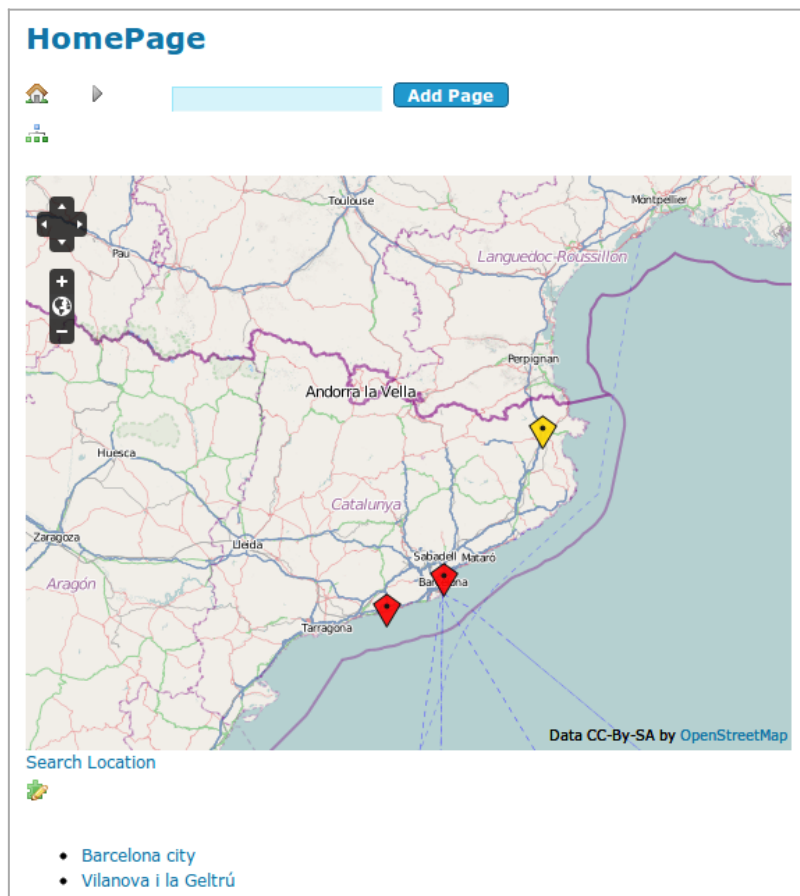 HomePage
Add Page
Toulouse
Montpellier
Pau
Languedoc-Roussillon
Perpignan
Andorra la Vella
Huesca
Catalunya
Zaragoza
Lleida
Sabadell Mataró
Aragón
Tarragona
Data CC-By-SA by OpenStreetMap
Search Location
Barcelona city
Vilanova i la Geltrú